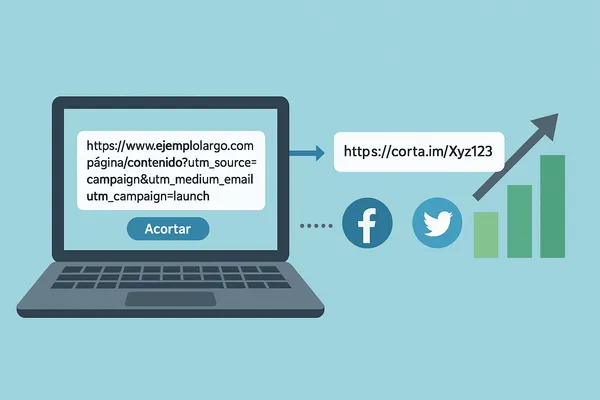 https://www.ejemplolargo.com
página/contenido?utm_source=
campaign&utm_medium_email
utm_campaign=launch
Acortar
https://corta.im/Xyz123